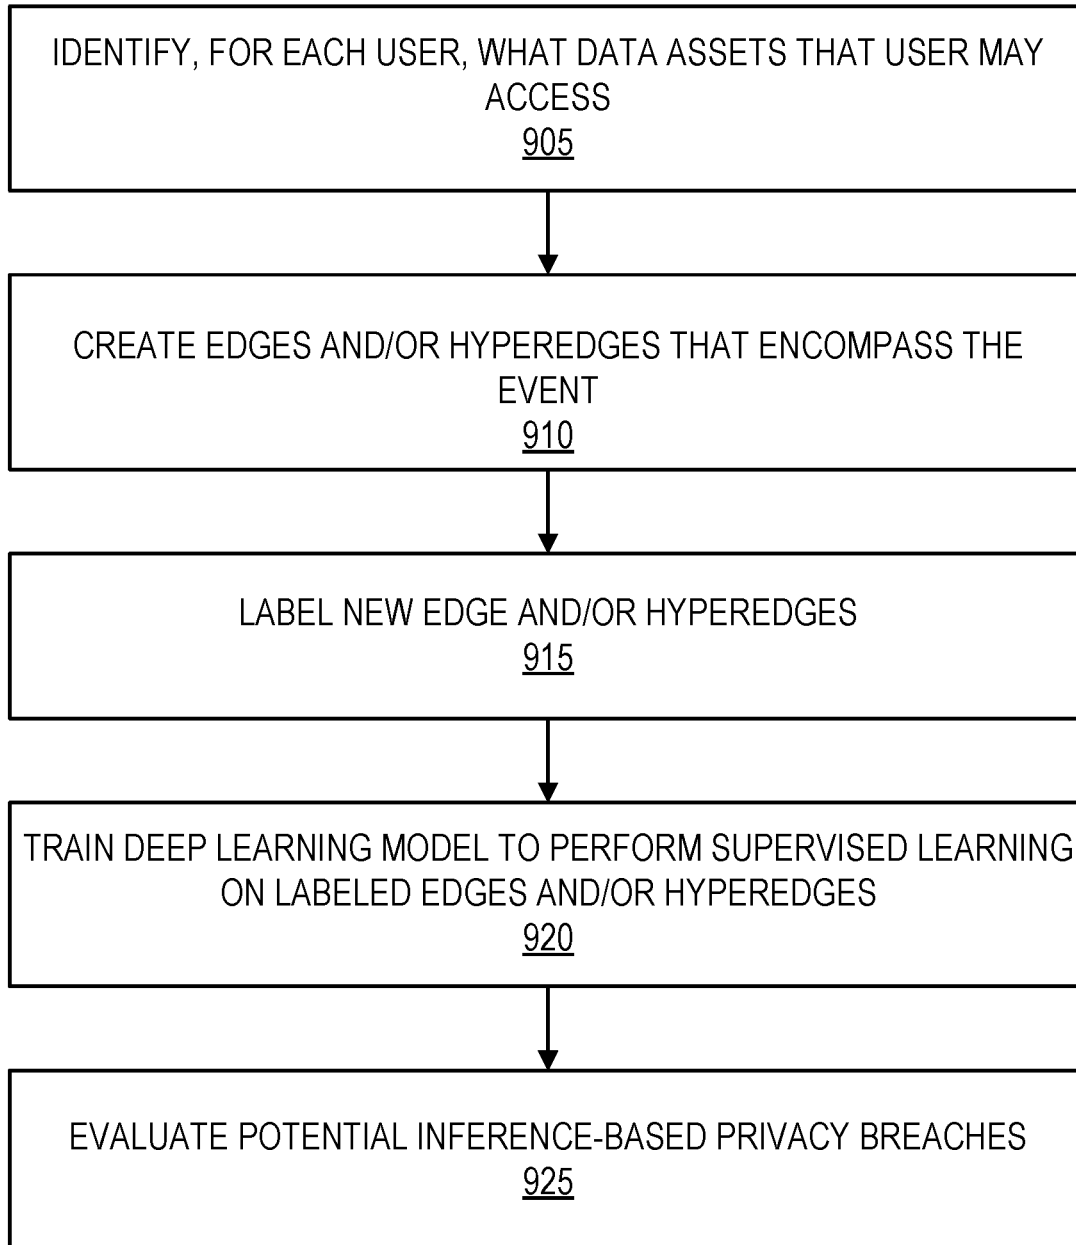 IDENTIFY, FOR EACH USER, WHAT DATA ASSETS THAT USER MAY
ACCESS
905
CREATE EDGES AND/OR HYPEREDGES THAT ENCOMPASS THE
EVENT
910
LABEL NEW EDGE AND/OR HYPEREDGES
915
TRAIN DEEP LEARNING MODEL TO PERFORM SUPERVISED LEARNING
ON LABELED EDGES AND/OR HYPEREDGES
920
EVALUATE POTENTIAL INFERENCE-BASED PRIVACY BREACHES
925